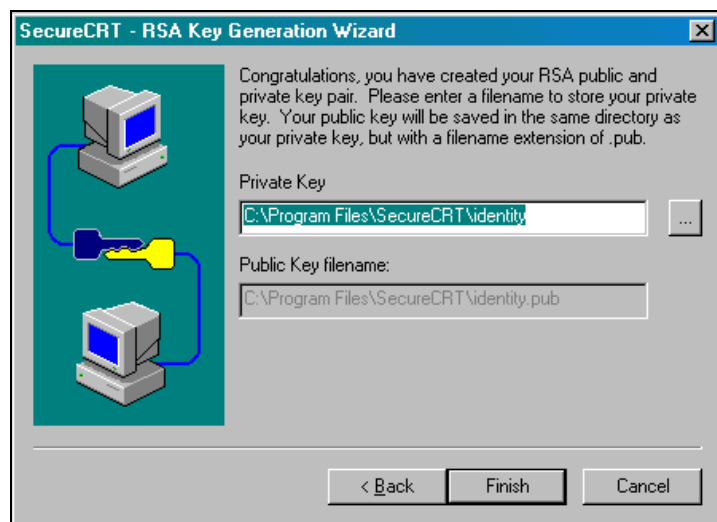 SecureCRT - RSA Key Generation Wizard
Congratulations, you have created your RSA public and
private key pair. Please enter a filename to store your private
key. Your public key will be saved in the same directory as
your private key, but with a filename extension of .pub.
Private Key
C:\Program Files\SecureCRT\identity
...
Public Key filename:
C:\Program Files\SecureCRT\identity.pub
< Back
Finish
Cancel